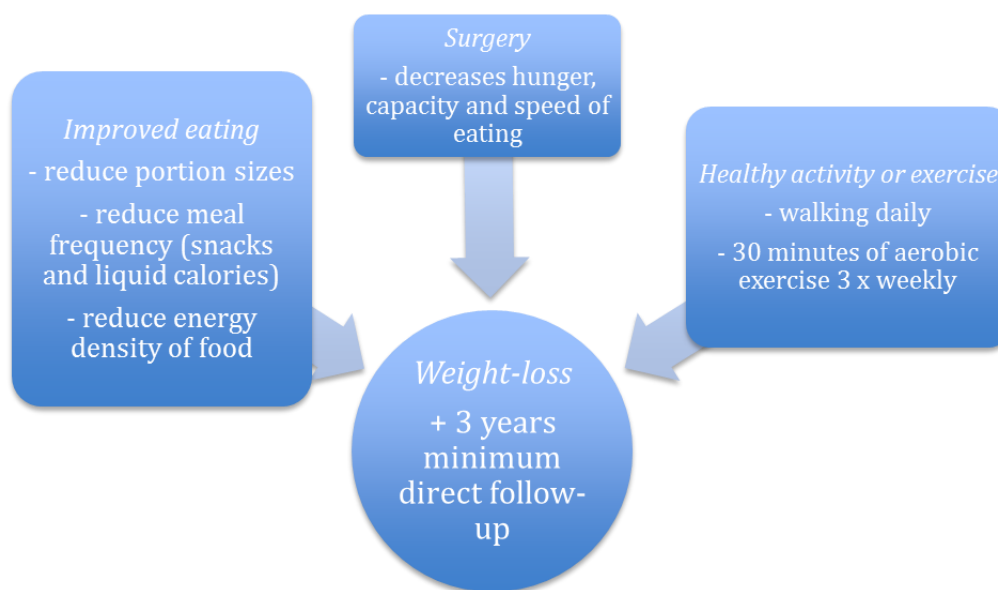 Surgery
- decreases hunger,
capacity and speed of
eating
Improved eating
- reduce portion sizes
- reduce meal
frequency (snacks
and liquid calories)
- reduce energy
density of food
Healthy activity or exercise
- walking daily
- 30 minutes of aerobic
exercise 3 x weekly
Weight-loss
+ 3 years
minimum
direct follow-
up